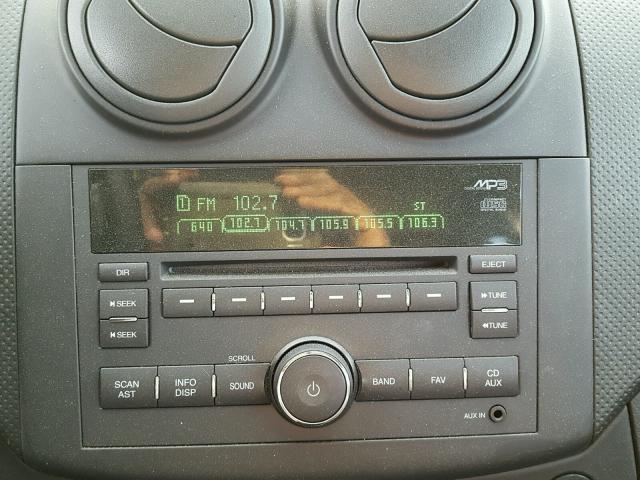 MP3
1 FM 102.7
ST
640 102.7 104.7 105.9 105.5 106.3
DIR
EJECT
SEEK
TUNE
SEEK
TUNE
SCROLL
SCAN AST
INFO DISP
SOUND
BAND
FAV
CD AUX
AUX IN